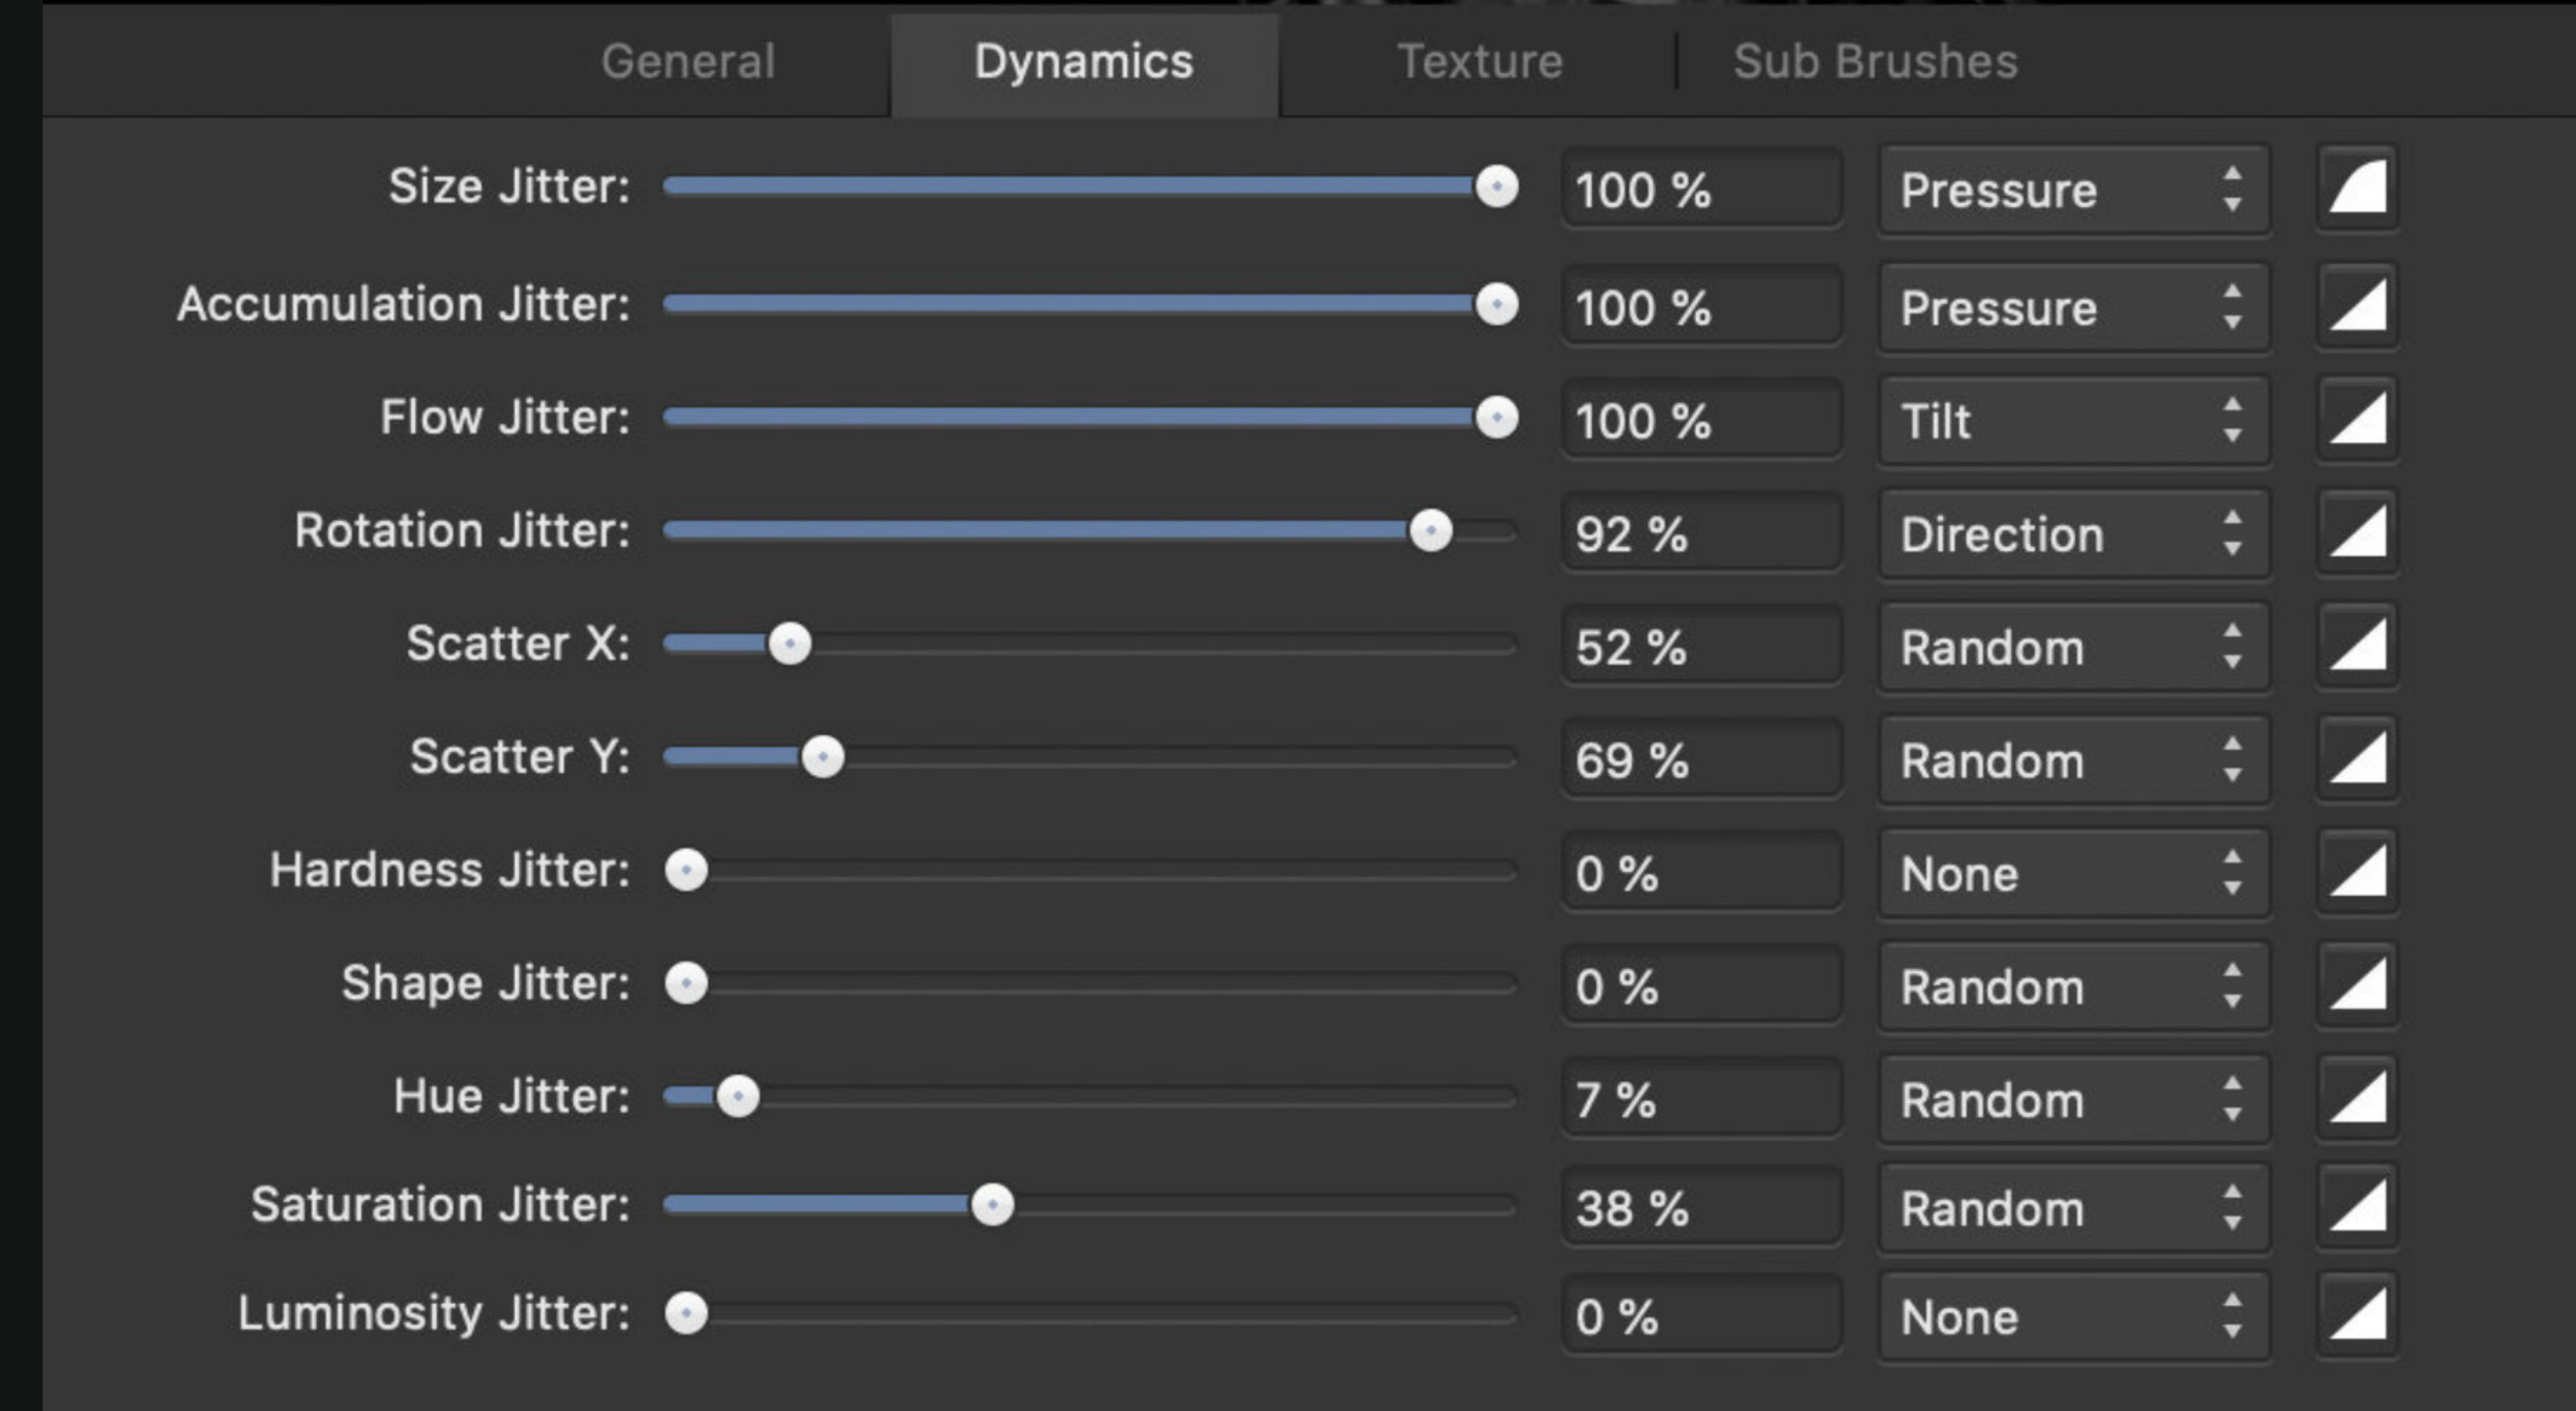 General Dynamics Texture Sub Brushes
Size Jitter: 100 % Pressure
Accumulation Jitter: 100 % Pressure
Flow Jitter: 100 % Tilt
Rotation Jitter: 92 % Direction
Scatter X: 52 % Random
Scatter Y: 69 % Random
Hardness Jitter: 0 % None
Shape Jitter: 0 % Random
Hue Jitter: 7 % Random
Saturation Jitter: 38 % Random
Luminosity Jitter: 0 % None